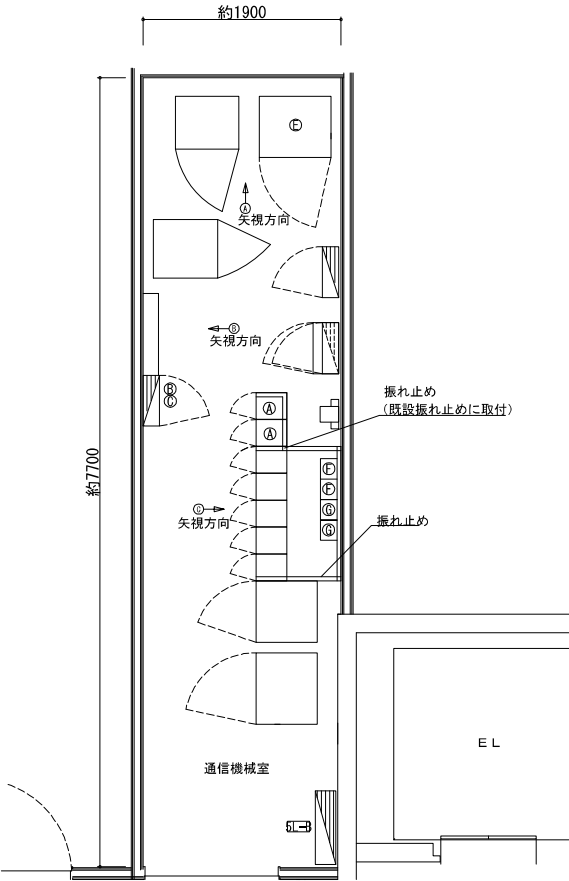 約1900
Ⓔ
Ⓐ
矢視方向
Ⓑ
矢視方向
Ⓑ
Ⓒ
振れ止め
(既設振れ止めに取付)
Ⓐ
Ⓐ
約7700
Ⓕ
Ⓕ
Ⓖ
Ⓖ
Ⓒ
矢視方向
振れ止め
EL
通信機械室